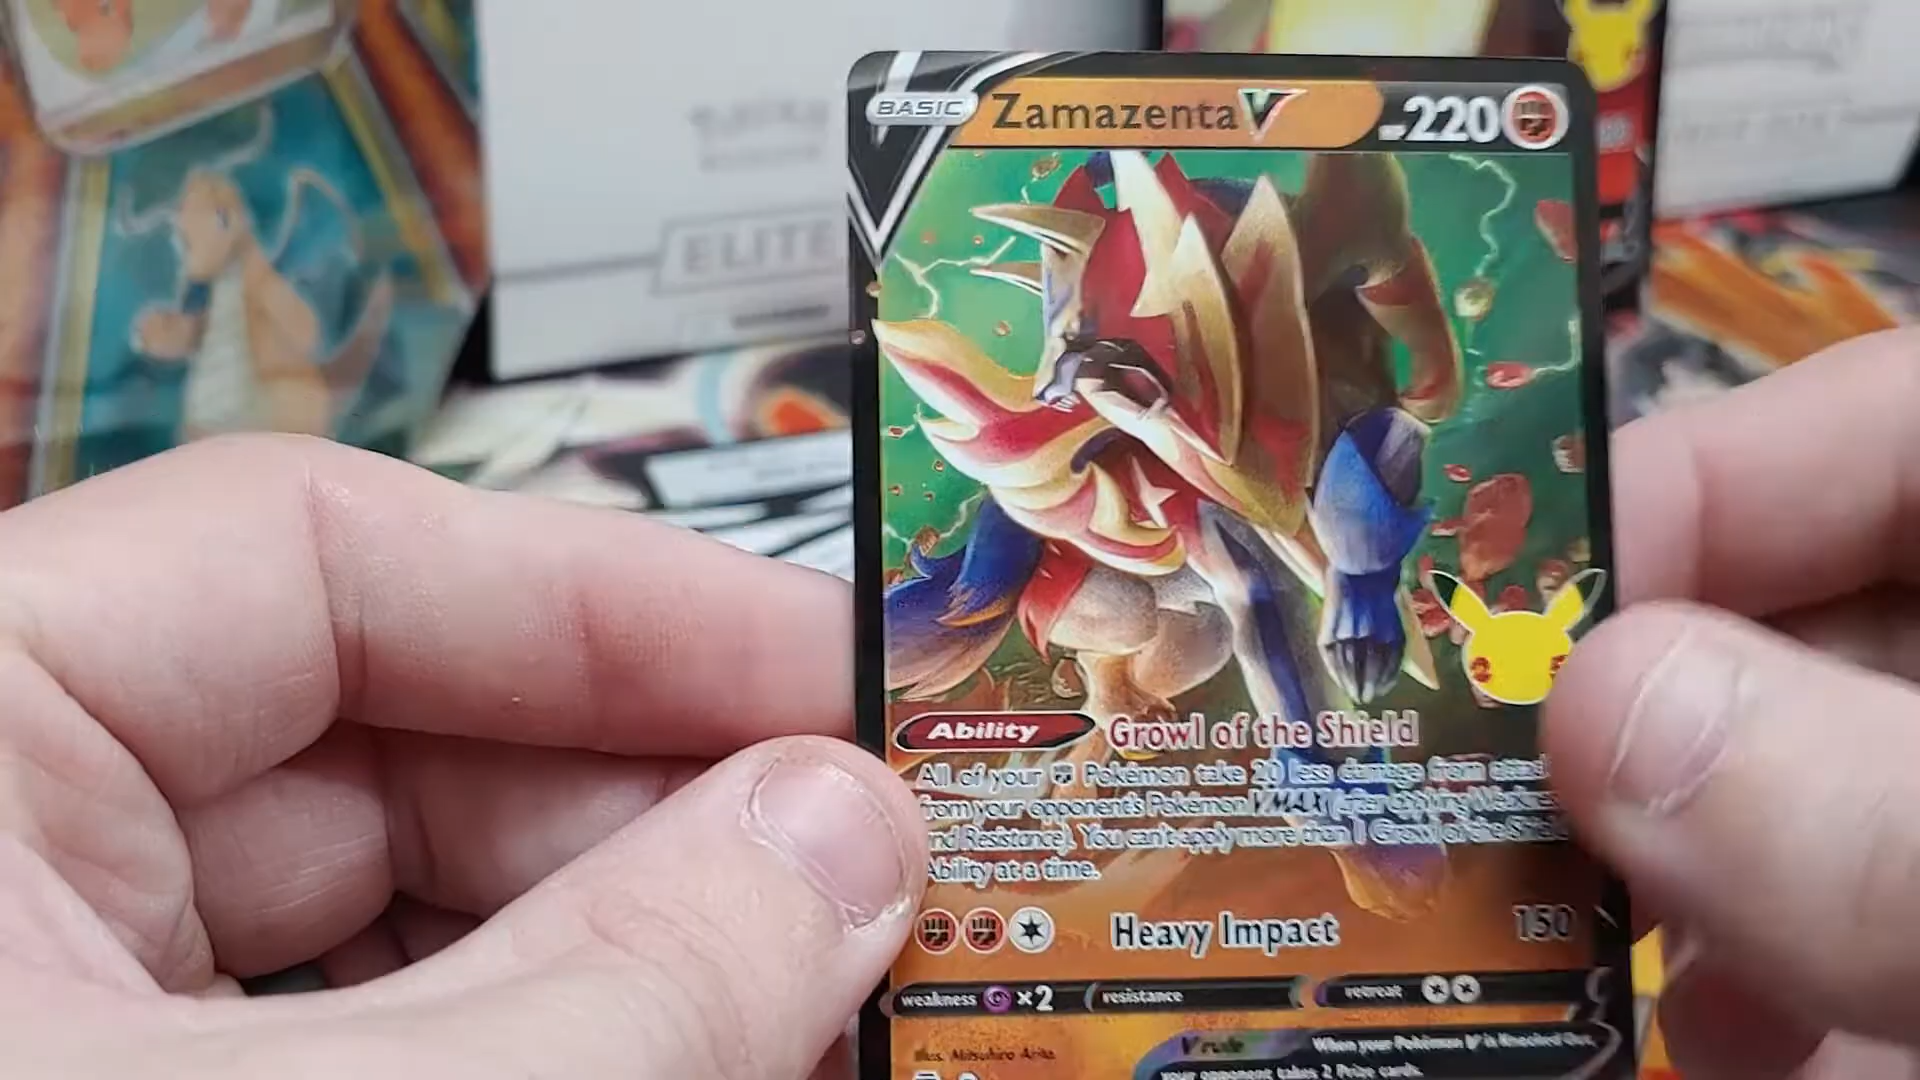 BASIC Zamazenta V 220
ELITE
Ability Growl of the Shield
All of your Pokémon take 20 less damage from
from your opponent's Pokémon VMAX (after applying
and Resistance). You can't apply more than 1 Growl of the Shield
Ability at a time.
Heavy Impact 150
weakness ×2 resistance retreat
Illus. Mitsuhiro Arita
V rule When your Pokémon V is Knocked Out,
your opponent takes 2 Prize cards.